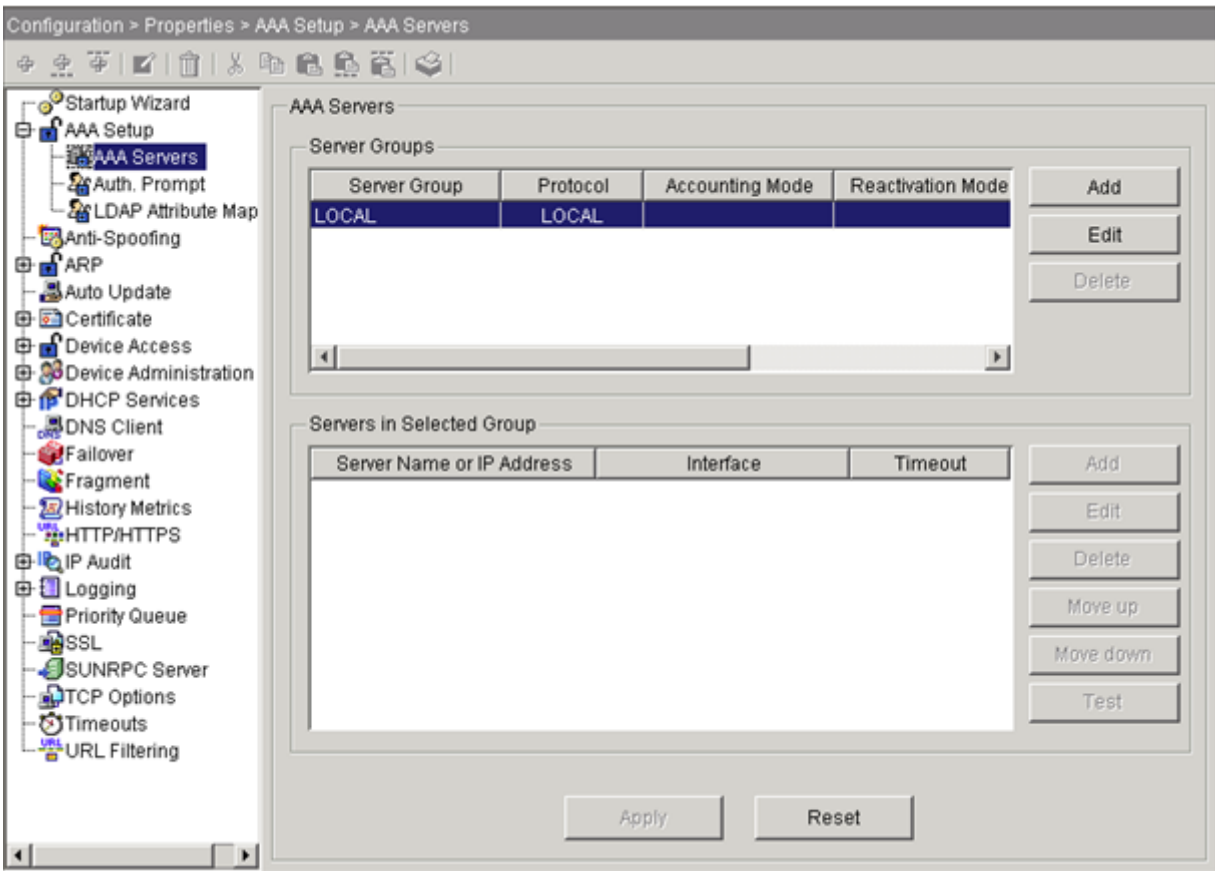 Configuration > Properties > AAA Setup > AAA Servers
Startup Wizard
AAA Setup
AAA Servers
Auth. Prompt
LDAP Attribute Map
Anti-Spoofing
ARP
Auto Update
Certificate
Device Access
Device Administration
DHCP Services
DNS Client
Failover
Fragment
History Metrics
HTTP/HTTPS
IP Audit
Logging
Priority Queue
SSL
SUNRPC Server
TCP Options
Timeouts
URL Filtering
AAA Servers
Server Groups
Server Group Protocol Accounting Mode Reactivation Mode
LOCAL LOCAL
Add
Edit
Delete
Servers in Selected Group
Server Name or IP Address Interface Timeout
Add
Edit
Delete
Move up
Move down
Test
Apply Reset